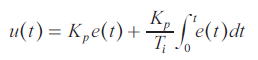 u(t) = K_p e(t) + \frac{K_p}{T_i} \int_0^t e(t)dt